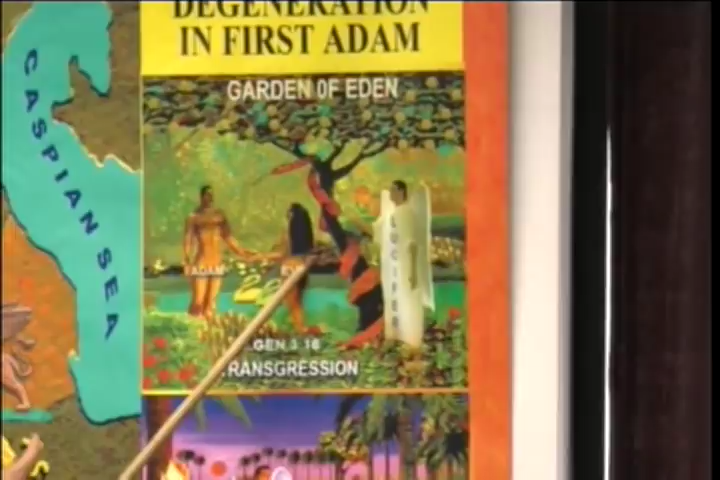 DEGENERATION
IN FIRST ADAM
GARDEN OF EDEN
CASPIAN SEA
LUCIFER
ADAM
GEN 3 16
RANSGRESSION